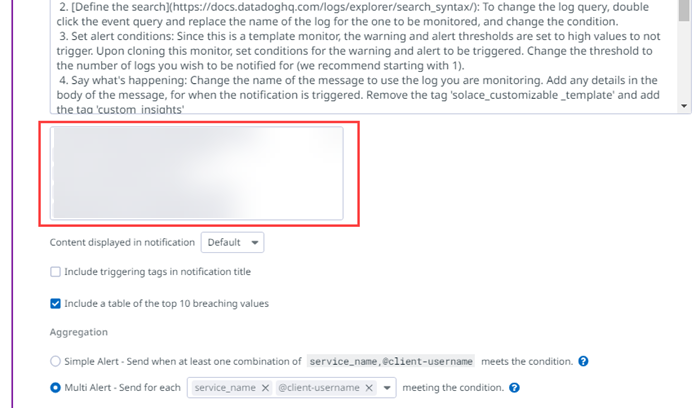 2. [Define the search](https://docs.datadoghq.com/logs/explorer/search_syntax/): To change the log query, double
click the event query and replace the name of the log for the one to be monitored, and change the condition.
3. Set alert conditions: Since this is a template monitor, the warning and alert thresholds are set to high values to not
trigger. Upon cloning this monitor, set conditions for the warning and alert to be triggered. Change the threshold to
the number of logs you wish to be notified for (we recommend starting with 1).
4. Say what's happening: Change the name of the message to use the log you are monitoring. Add any details in the
body of the message, for when the notification is triggered. Remove the tag 'solace_customizable _template' and add
the tag 'custom_insights'
Content displayed in notification Default
Include triggering tags in notification title
Include a table of the top 10 breaching values
Aggregation
Simple Alert - Send when at least one combination of service_name,@client-username meets the condition. ?
Multi Alert - Send for each service_name × @client-username × meeting the condition. ?